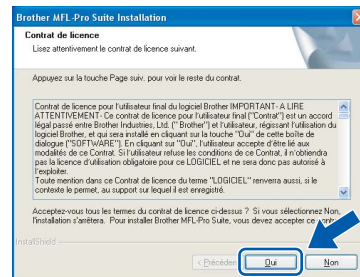 Brother MFL-Pro Suite Installation
Contrat de licence
Lisez attentivement le contrat de licence suivant.
Appuyez sur la touche Page suiv. pour voir le reste du contrat.
Contrat de licence pour l'utilisateur final du logiciel Brother IMPORTANT- A LIRE
ATTENTIVEMENT- Ce contrat de licence pour l'utilisateur final ("Contrat") est un accord
légal passé entre Brother Industries, Ltd. (" Brother") et l'utilisateur, régissant l'utilisation du
logiciel Brother, et qui sera installé en cliquant sur la touche "Oui" de cette boîte de
dialogue ("SOFTWARE"). En cliquant sur "Oui", l'utilisateur accepte d'être lié aux
modalités de ce Contrat. Si l'utilisateur refuse les conditions de ce Contrat, il n'obtiendra
pas la licence d'utilisation obligatoire pour ce LOGICIEL et ne sera donc pas autorisé à
l'exploiter.
Toute mention dans ce Contrat de licence du terme "LOGICIEL" renverra aussi, si le
contexte le permet, au support sur lequel il est enregistré.
Acceptez-vous tous les termes du contrat de licence ci-dessus ? Si vous sélectionnez Non,
l'installation s'arrêtera. Pour installer Brother MFL-Pro Suite, vous devez accepter ce
InstallShield
< Précéden
Oui
Non